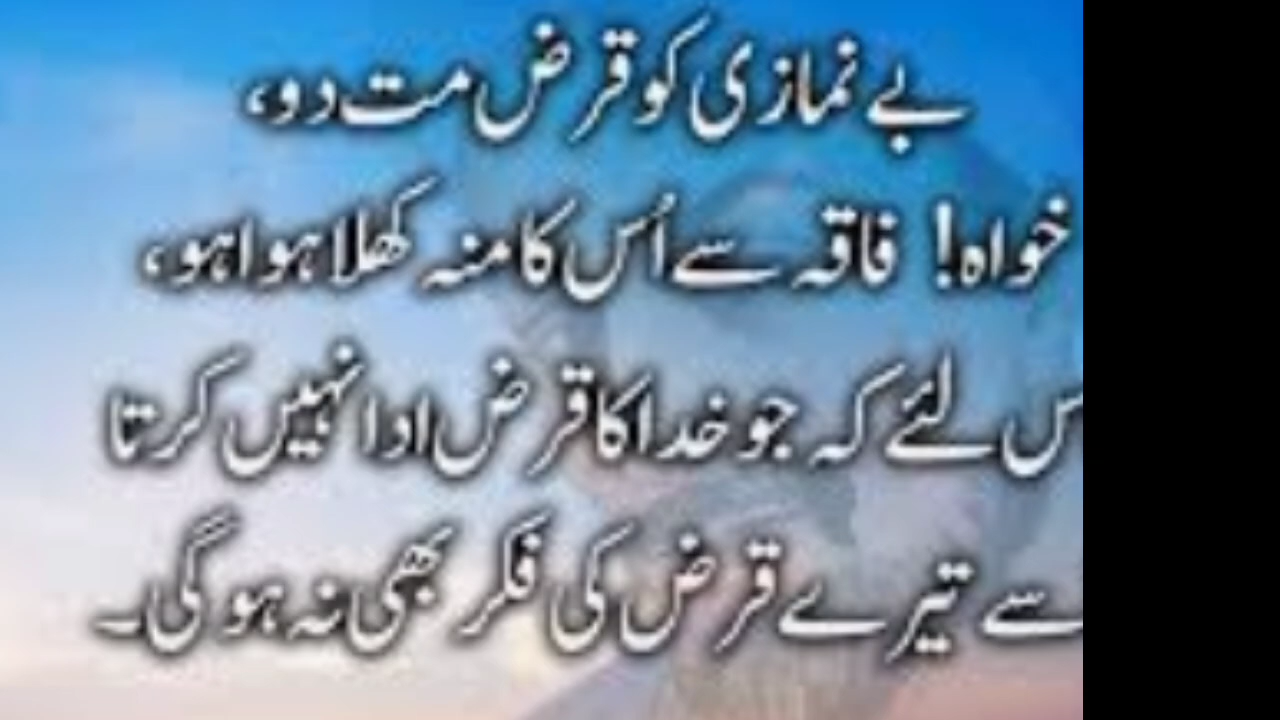 بے نمازی کو قرض مت دو،
خواہ! فاقہ سے اُس کا منہ کھلا ہوا ہو،
س لئے کہ جو خدا کا قرض ادا نہیں کرتا
سے تیرے قرض کی فکر بھی نہ ہو گی۔